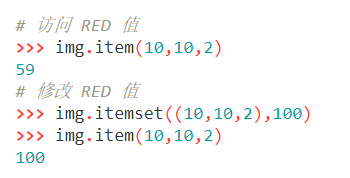 # 访问 RED 值
>>> img.item(10,10,2)
59
# 修改 RED 值
>>> img.itemset((10,10,2),100)
>>> img.item(10,10,2)
100